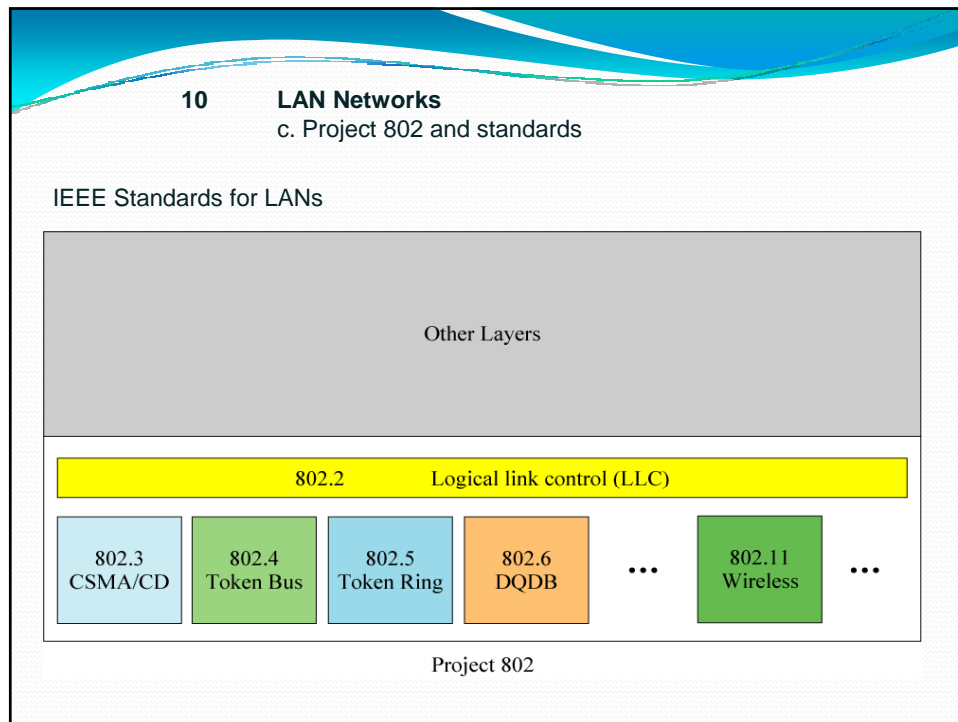 10 LAN Networks
c. Project 802 and standards
IEEE Standards for LANs
Other Layers
802.2 Logical link control (LLC)
802.3
CSMA/CD
802.4
Token Bus
802.5
Token Ring
802.6
DQDB
...
802.11
Wireless
...
Project 802